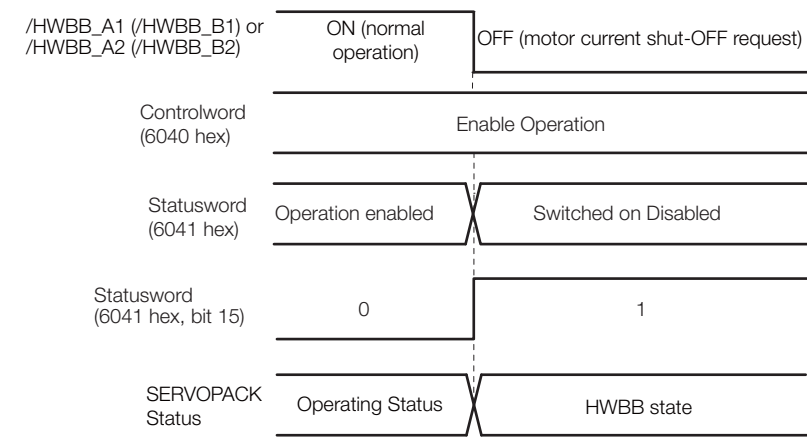 /HWBB_A1 (/HWBB_B1) or
/HWBB_A2 (/HWBB_B2)
ON (normal
operation)
OFF (motor current shut-OFF request)
Controlword
(6040 hex)
Enable Operation
Statusword
(6041 hex)
Operation enabled
Switched on Disabled
Statusword
(6041 hex, bit 15)
0
1
SERVOPACK
Status
Operating Status
HWBB state